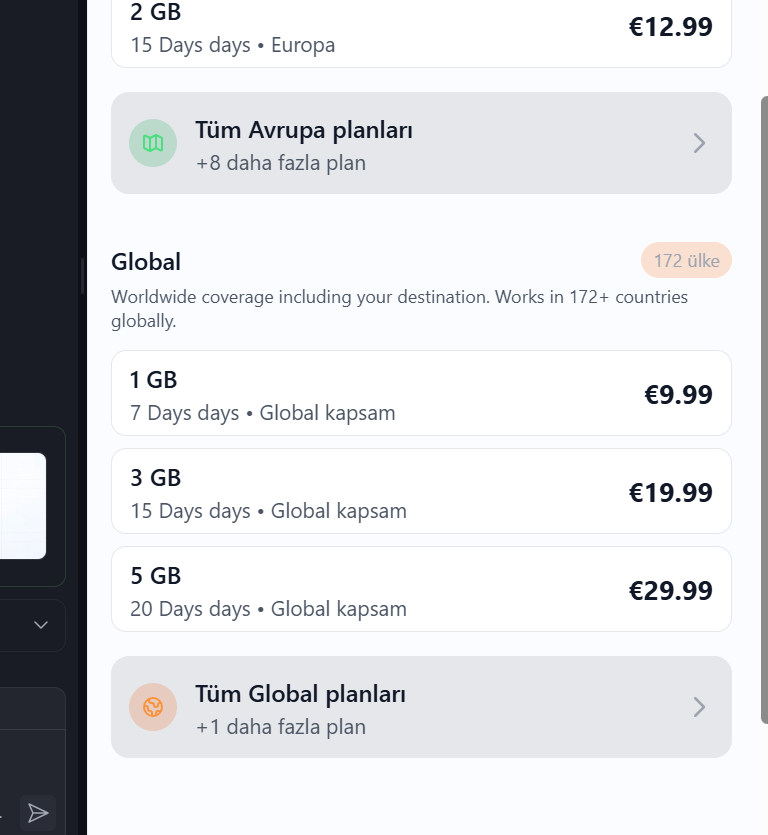 2 GB
€12.99
15 Days days • Europa
Tüm Avrupa planları
+8 daha fazla plan
Global
172 ülke
Worldwide coverage including your destination. Works in 172+ countries
globally.
1 GB
€9.99
7 Days days • Global kapsam
3 GB
€19.99
15 Days days • Global kapsam
5 GB
€29.99
20 Days days • Global kapsam
Tüm Global planları
+1 daha fazla plan